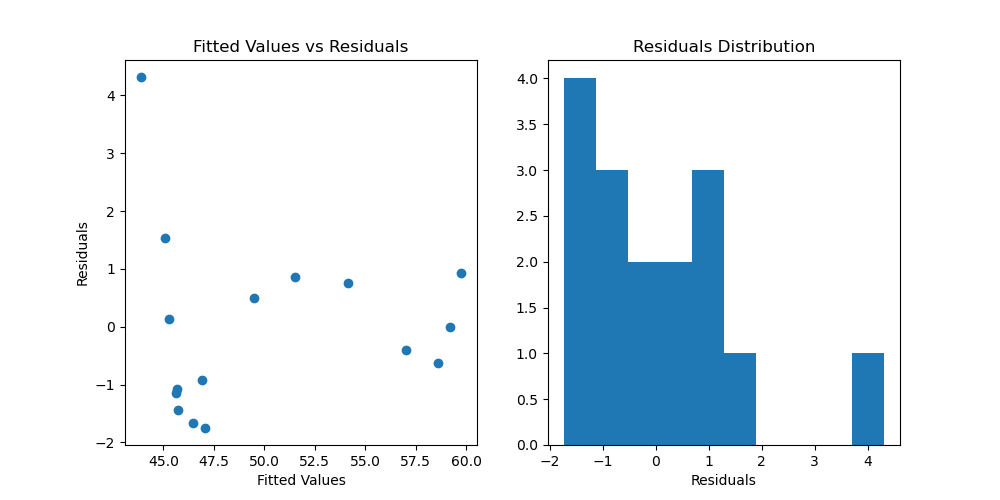 Fitted Values vs Residuals
4
3
2
1
0
−1
−2
Residuals
45.0 47.5 50.0 52.5 55.0 57.5 60.0
Fitted Values
Residuals Distribution
4.0
3.5
3.0
2.5
2.0
1.5
1.0
0.5
0.0
−2 −1 0 1 2 3 4
Residuals